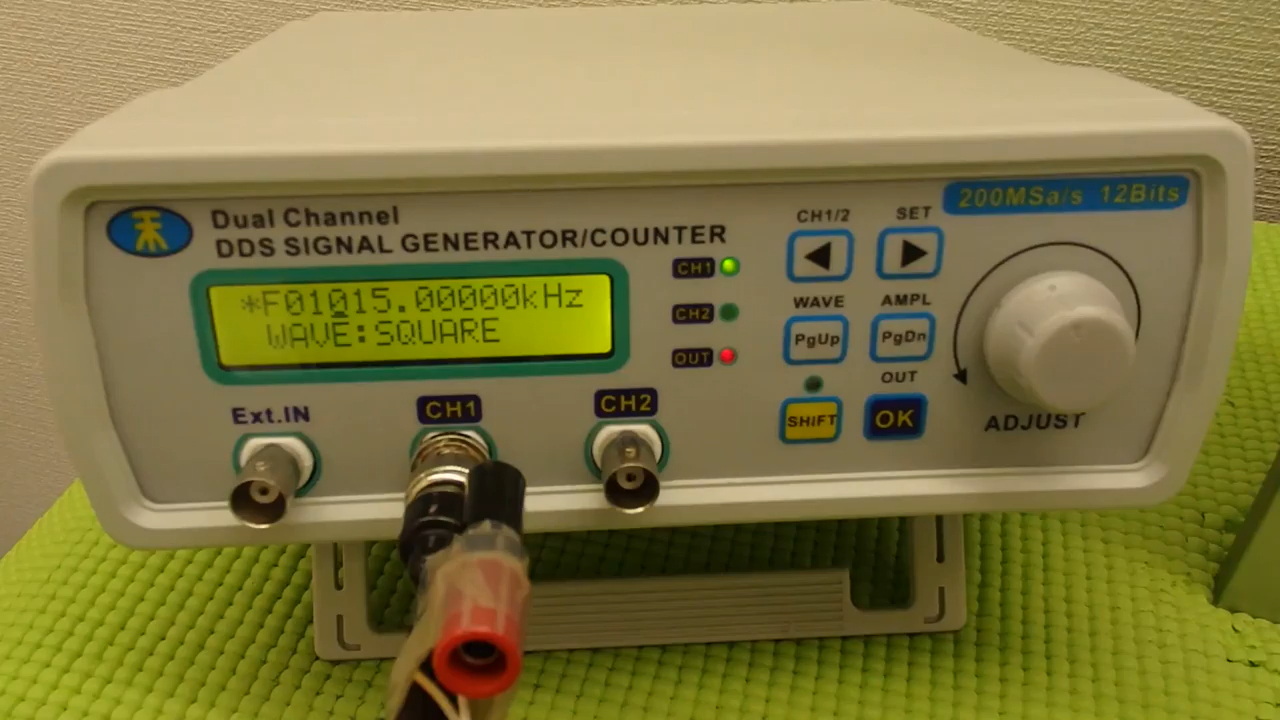 Dual Channel
DDS SIGNAL GENERATOR/COUNTER
200MSa/s 12Bits
*F01015.00000kHz
WAVE:SQUARE
CH1
CH2
OUT
CH1/2
SET
WAVE
AMPL
PgUp
PgDn
OUT
SHIFT
OK
ADJUST
Ext.IN
CH1
CH2